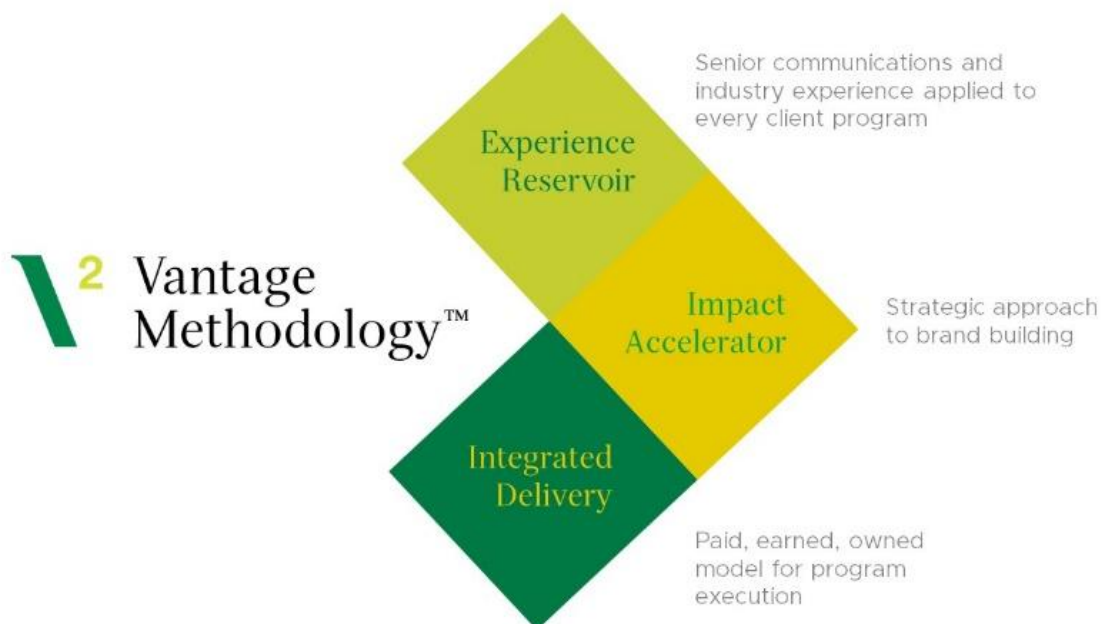 Senior communications and
industry experience applied to
every client program
Experience
Reservoir
2 Vantage
Methodology™
Impact
Accelerator
Strategic approach
to brand building
Integrated
Delivery
Paid, earned, owned
model for program
execution